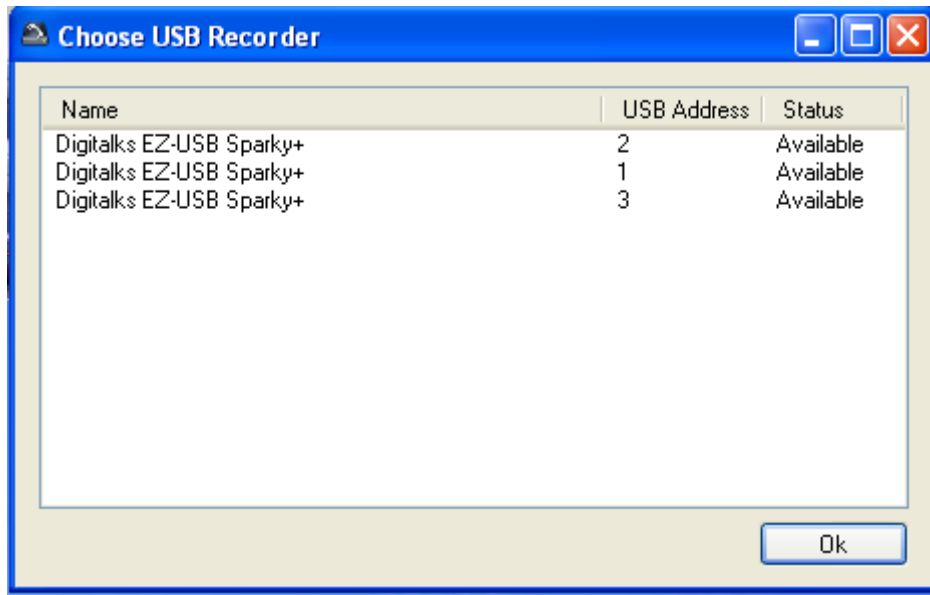 Choose USB Recorder
Name USB Address Status
Digitalks EZ-USB Sparky+ 2 Available
Digitalks EZ-USB Sparky+ 1 Available
Digitalks EZ-USB Sparky+ 3 Available
Ok